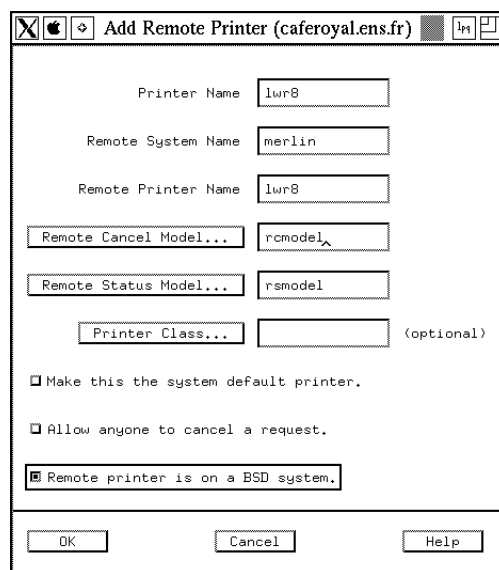 Add Remote Printer (caferoyal.ens.fr)
Printer Name lwr8
Remote System Name merlin
Remote Printer Name lwr8
Remote Cancel Model... rcmodel
Remote Status Model... rsmodel
Printer Class... (optional)
Make this the system default printer.
Allow anyone to cancel a request.
Remote printer is on a BSD system.
OK Cancel Help